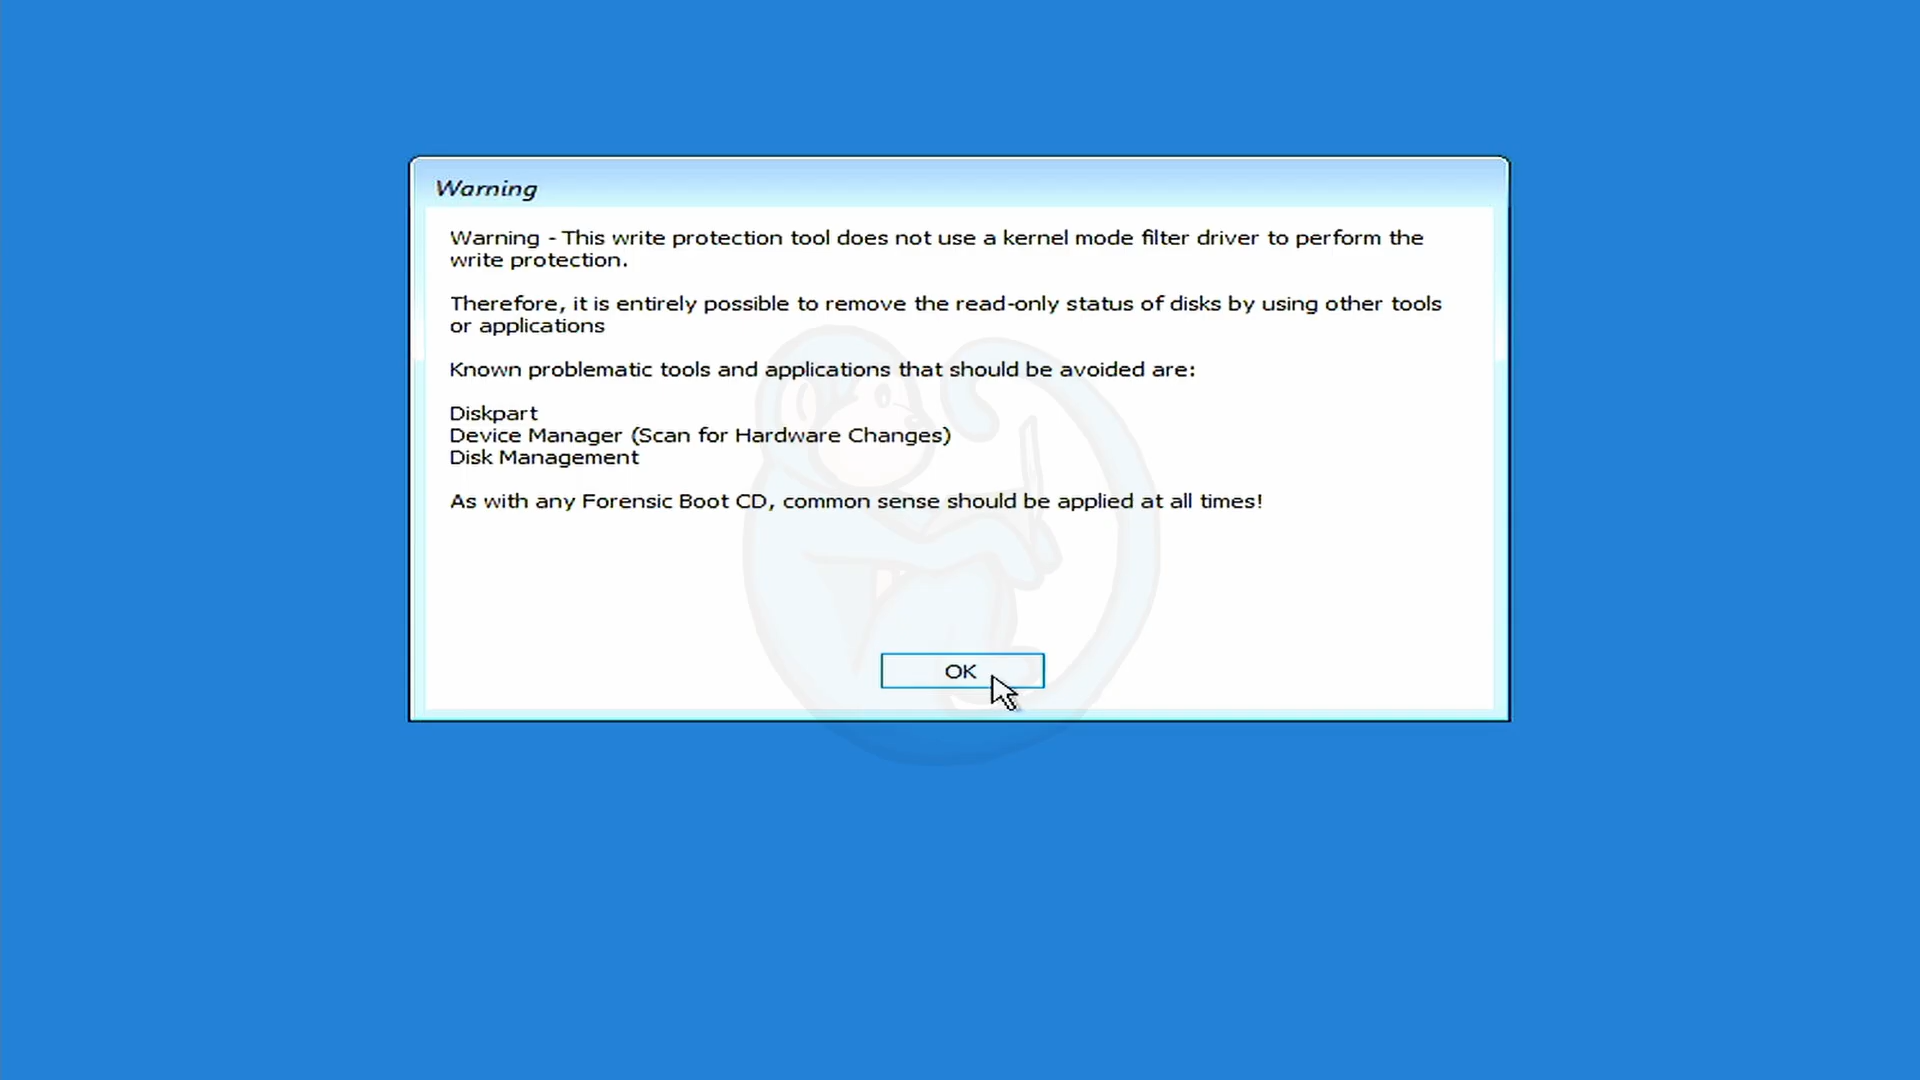 Warning
Warning - This write protection tool does not use a kernel mode filter driver to perform the
write protection.
Therefore, it is entirely possible to remove the read-only status of disks by using other tools
or applications
Known problematic tools and applications that should be avoided are:
Diskpart
Device Manager (Scan for Hardware Changes)
Disk Management
As with any Forensic Boot CD, common sense should be applied at all times!
OK